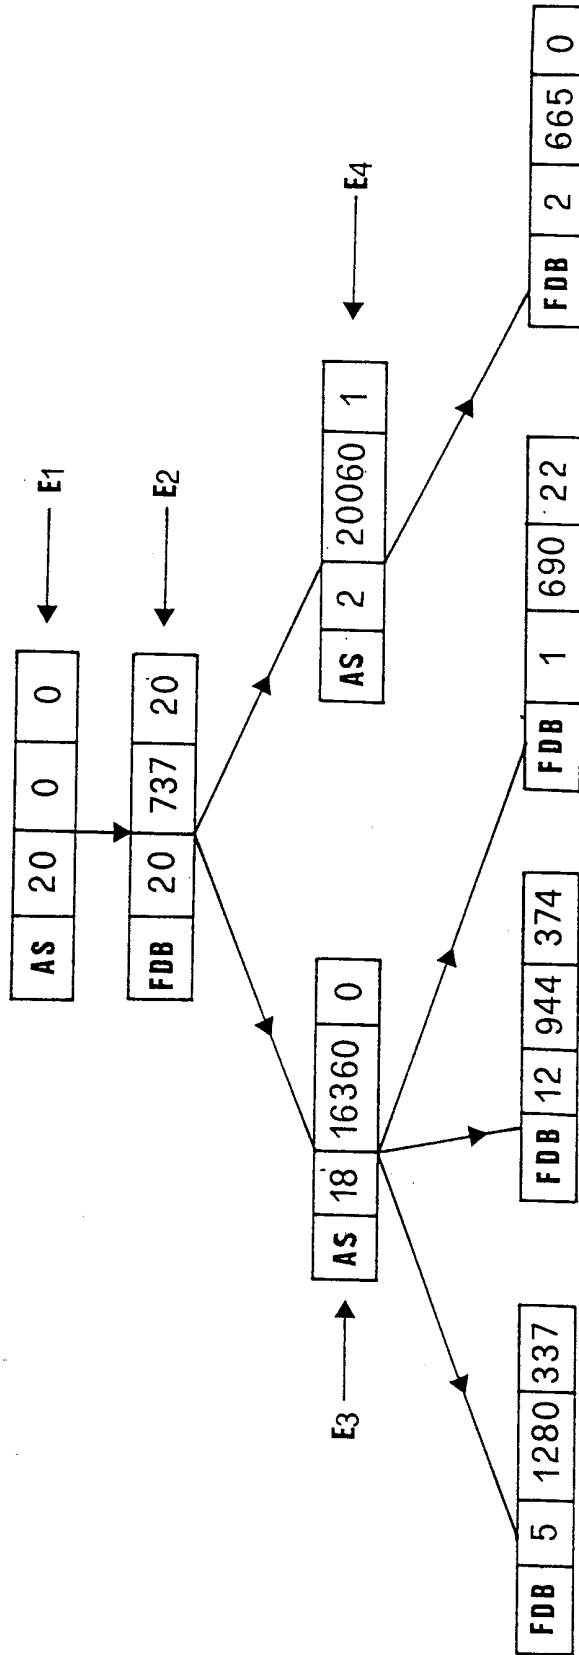 AS 20 0 0
E1
FDB 20 737 20
E2
E3
AS 18 16360 0
AS 2 20060 1
E4
FDB 5 1280 337
FDB 12 944 374
FDB 1 690 22
FDB 2 665 0